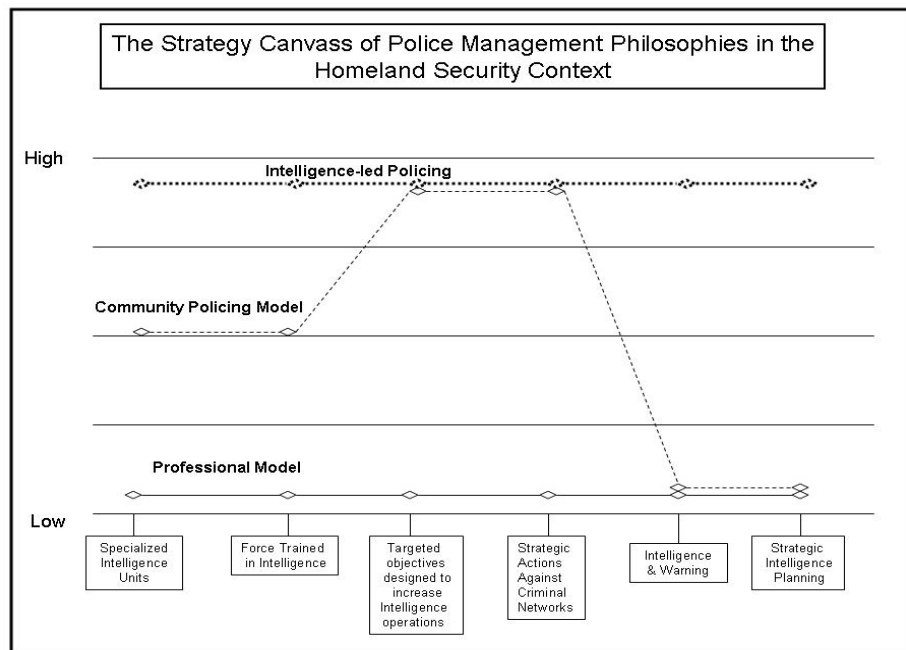 The Strategy Canvass of Police Management Philosophies in the
Homeland Security Context
High
Intelligence-led Policing
Community Policing Model
Professional Model
Low
Specialized
Intelligence
Units
Force Trained
in Intelligence
Targeted
objectives
designed to
increase
Intelligence
operations
Strategic
Actions
Against
Criminal
Networks
Intelligence
& Warning
Strategic
Intelligence
Planning